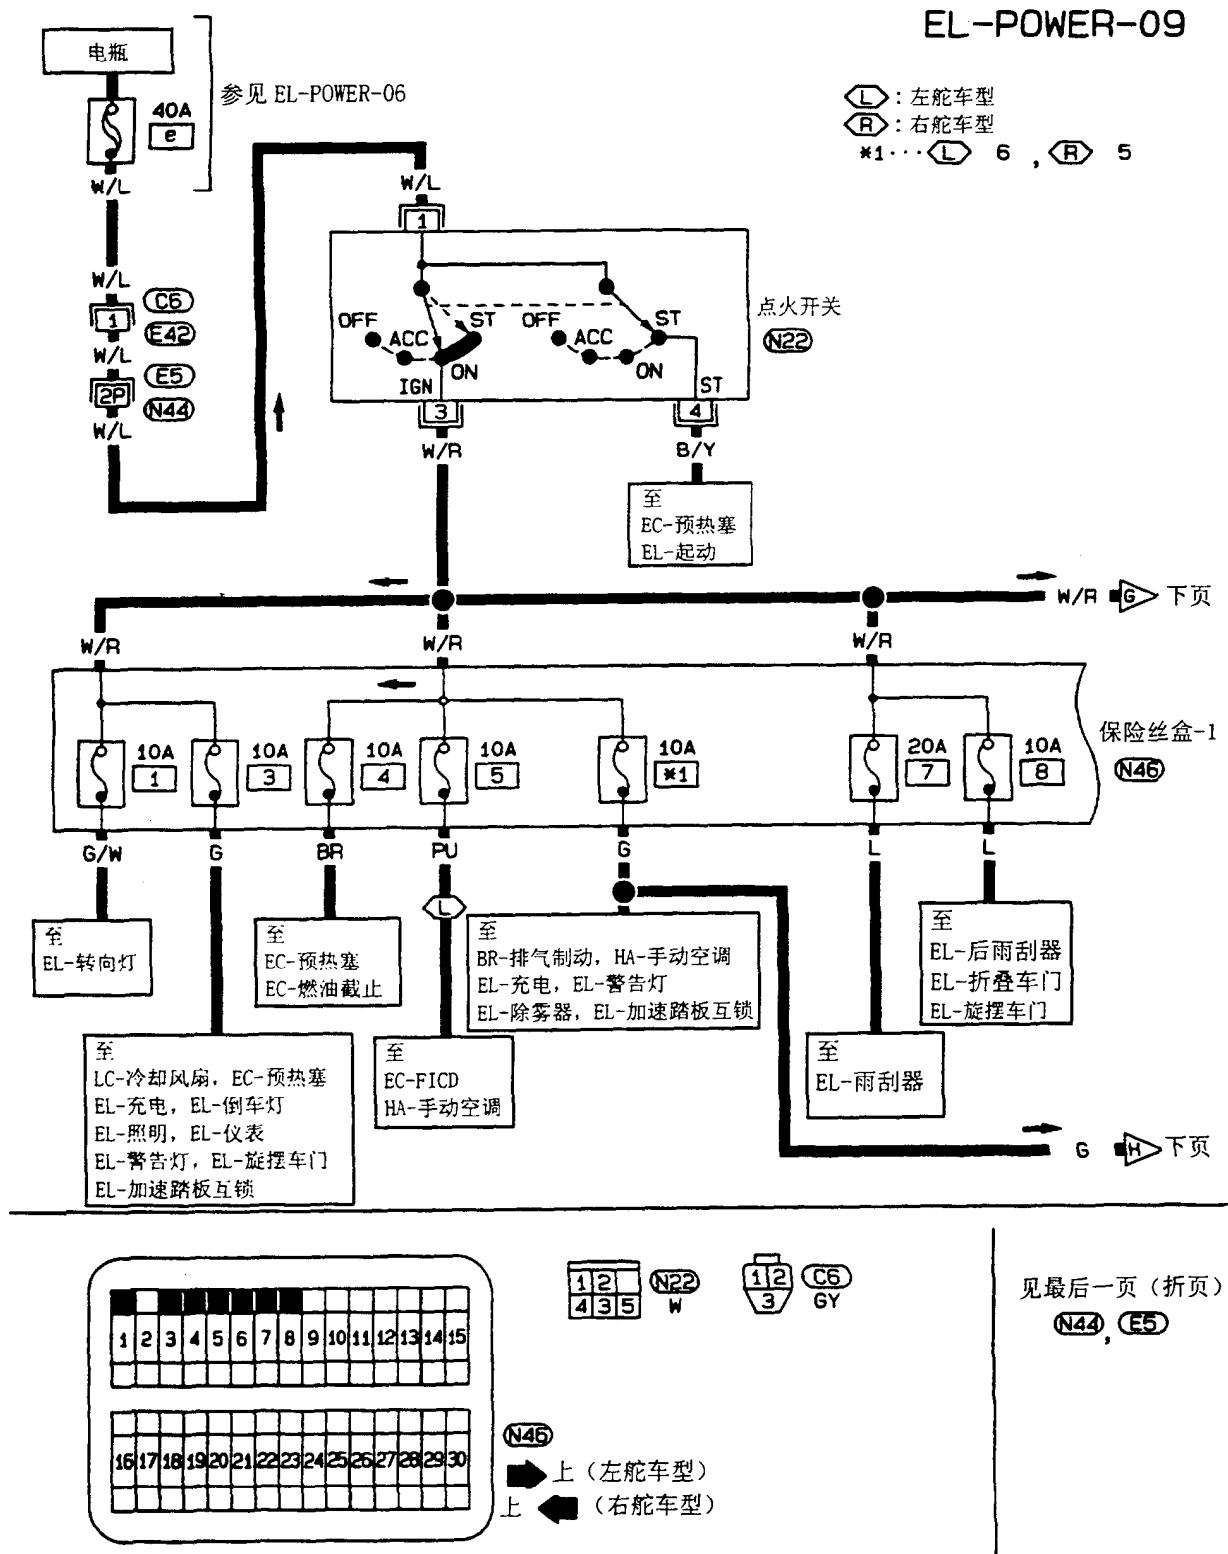 EL-POWER-09
电瓶
参见 EL-POWER-06
40A
e
W/L
L : 左舵车型
R : 右舵车型
*1···L 6 , R 5
W/L
1
W/L
1
C6
E42
W/L
2P
E5
N44
W/L
OFF
ACC
ST
ON
IGN
OFF
ACC
ST
ON
ST
点火开关
N22
3
4
W/R
B/Y
至
EC-预热塞
EL-起动
W/R
G
下页
W/R
W/R
W/R
保险丝盒-1
N46
10A
1
10A
3
10A
4
10A
5
10A
*1
20A
7
10A
8
G/W
G
BR
PU
G
L
L
L
至
EL-转向灯
至
EC-预热塞
EC-燃油截止
至
BR-排气制动, HA-手动空调
EL-充电, EL-警告灯
EL-除雾器, EL-加速踏板互锁
至
EL-后雨刮器
EL-折叠车门
EL-旋摆车门
至
LC-冷却风扇, EC-预热塞
EL-充电, EL-倒车灯
EL-照明, EL-仪表
EL-警告灯, EL-旋摆车门
EL-加速踏板互锁
至
EC-FICD
HA-手动空调
至
EL-雨刮器
G
H
下页
1 2 3 4 5 6 7 8 9 10 11 12 13 14 15
16 17 18 19 20 21 22 23 24 25 26 27 28 29 30
N46
上（左舵车型）
上
（右舵车型）
1 2
4 3 5
N22
W
1 2
3
C6
GY
见最后一页（折页）
N44, E5